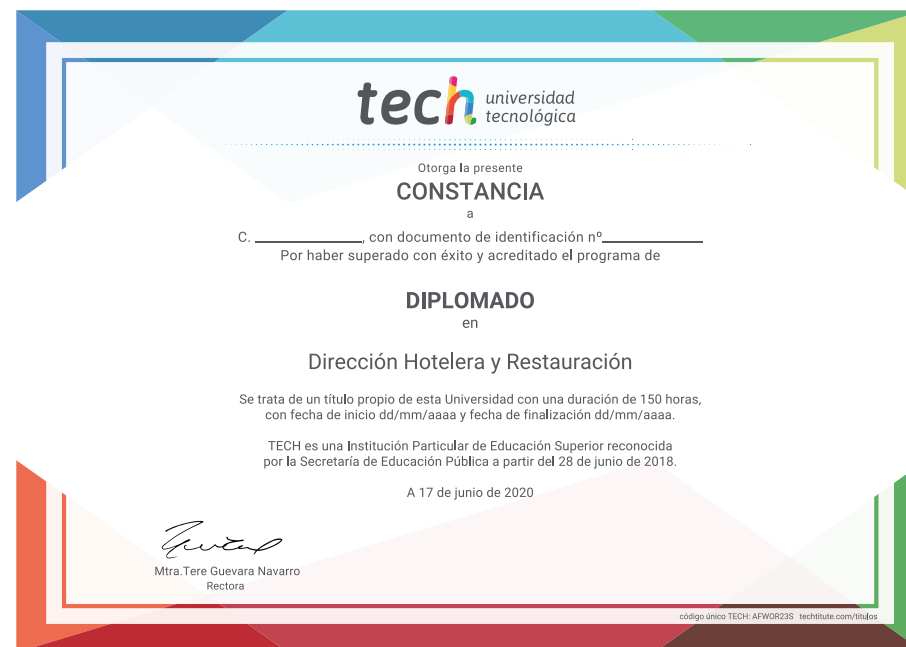 tech universidad
tecnológica
Otorga la presente
CONSTANCIA
a
C. ____________, con documento de identificación nº____________
Por haber superado con éxito y acreditado el programa de
DIPLOMADO
en
Dirección Hotelera y Restauración
Se trata de un título propio de esta Universidad con una duración de 150 horas,
con fecha de inicio dd/mm/aaaa y fecha de finalización dd/mm/aaaa.
TECH es una Institución Particular de Educación Superior reconocida
por la Secretaría de Educación Pública a partir del 28 de junio de 2018.
A 17 de junio de 2020
Mtra.Tere Guevara Navarro
Rectora
código único TECH: AFWOR23S techtitute.com/titulos